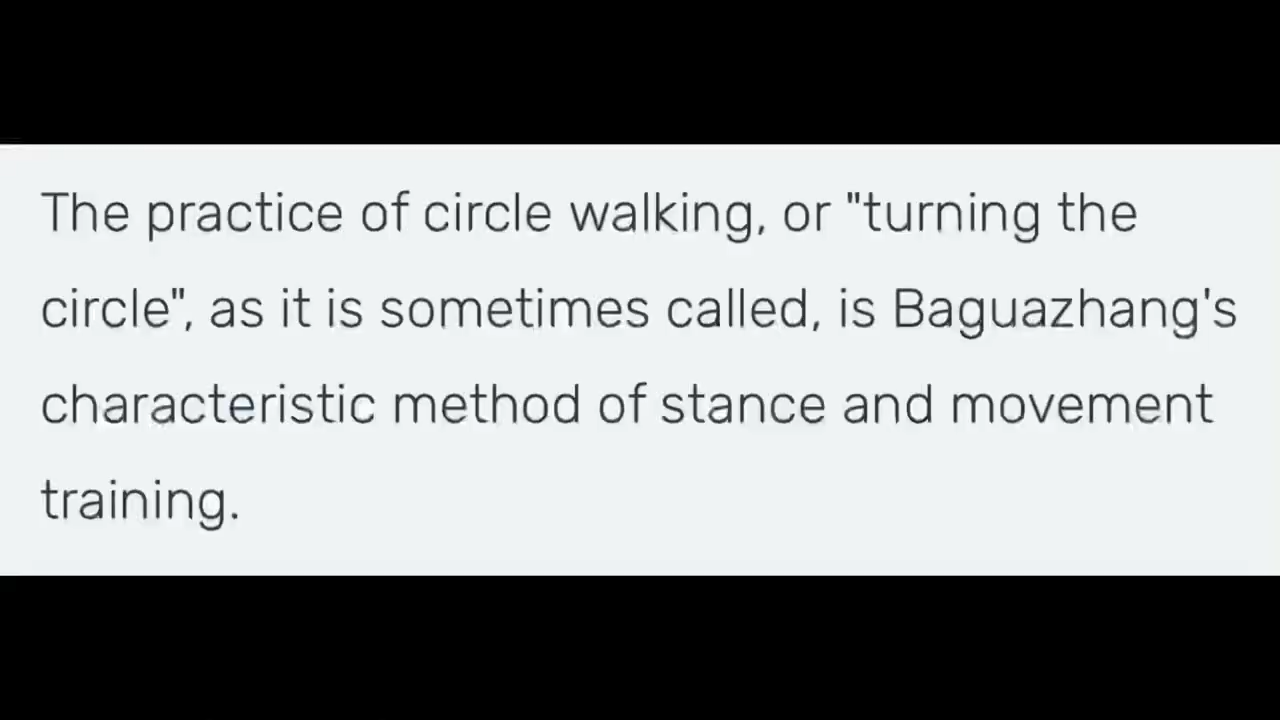 The practice of circle walking, or "turning the
circle", as it is sometimes called, is Baguazhang's
characteristic method of stance and movement
training.